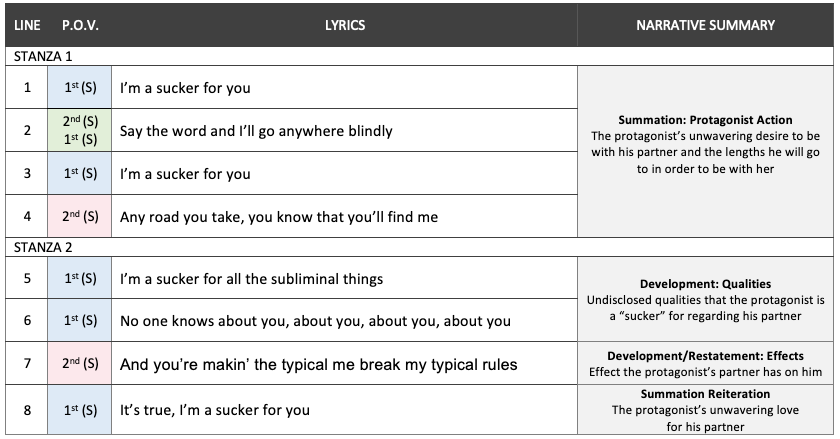 LINE P.O.V. LYRICS NARRATIVE SUMMARY
STANZA 1
1 1st (S) I'm a sucker for you
2 2nd (S) 1st (S) Say the word and I'll go anywhere blindly
3 1st (S) I'm a sucker for you
4 2nd (S) Any road you take, you know that you'll find me
Summation: Protagonist Action
The protagonist's unwavering desire to be
with his partner and the lengths he will go
to in order to be with her
STANZA 2
5 1st (S) I'm a sucker for all the subliminal things
6 1st (S) No one knows about you, about you, about you, about you
Development: Qualities
Undisclosed qualities that the protagonist is
a "sucker" for regarding his partner
7 2nd (S) And you're makin' the typical me break my typical rules
Development/Restatement: Effects
Effect the protagonist's partner has on him
8 1st (S) It's true, I'm a sucker for you
Summation Reiteration
The protagonist's unwavering love
for his partner